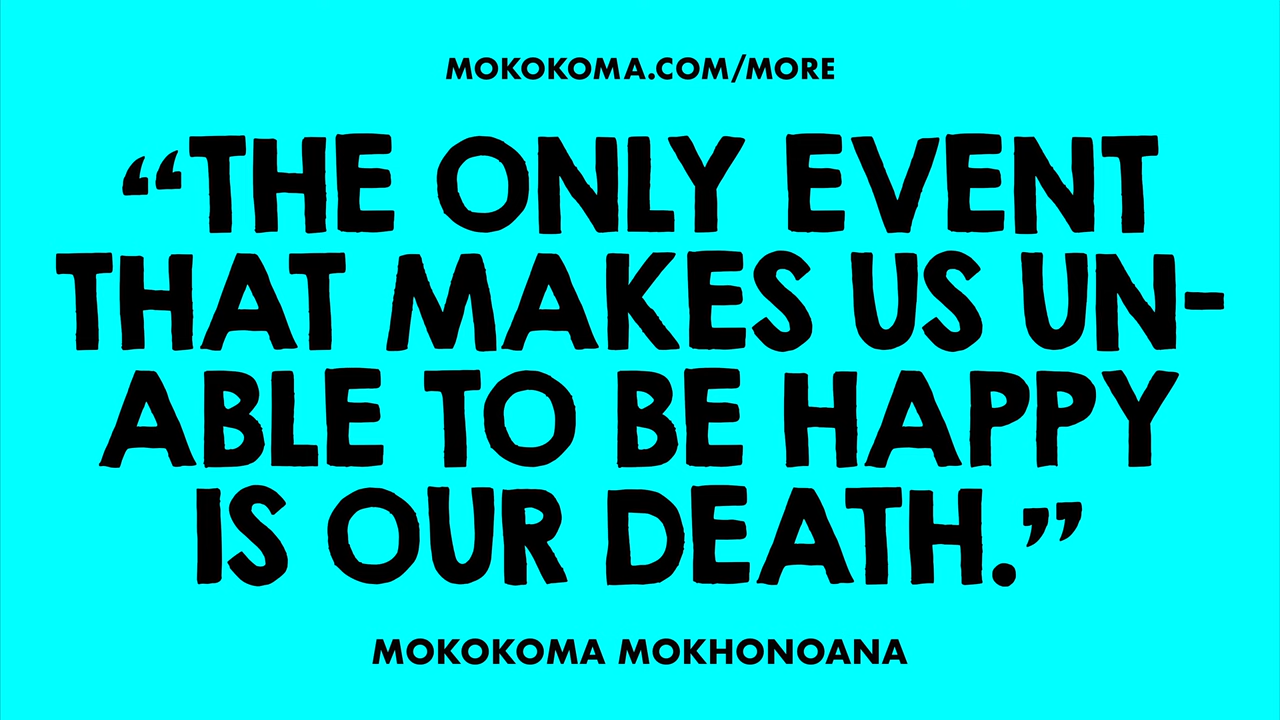 MOKOKOMA.COM/MORE
“THE ONLY EVENT
THAT MAKES US UN-
ABLE TO BE HAPPY
IS OUR DEATH.”
MOKOKOMA MOKHONOANA